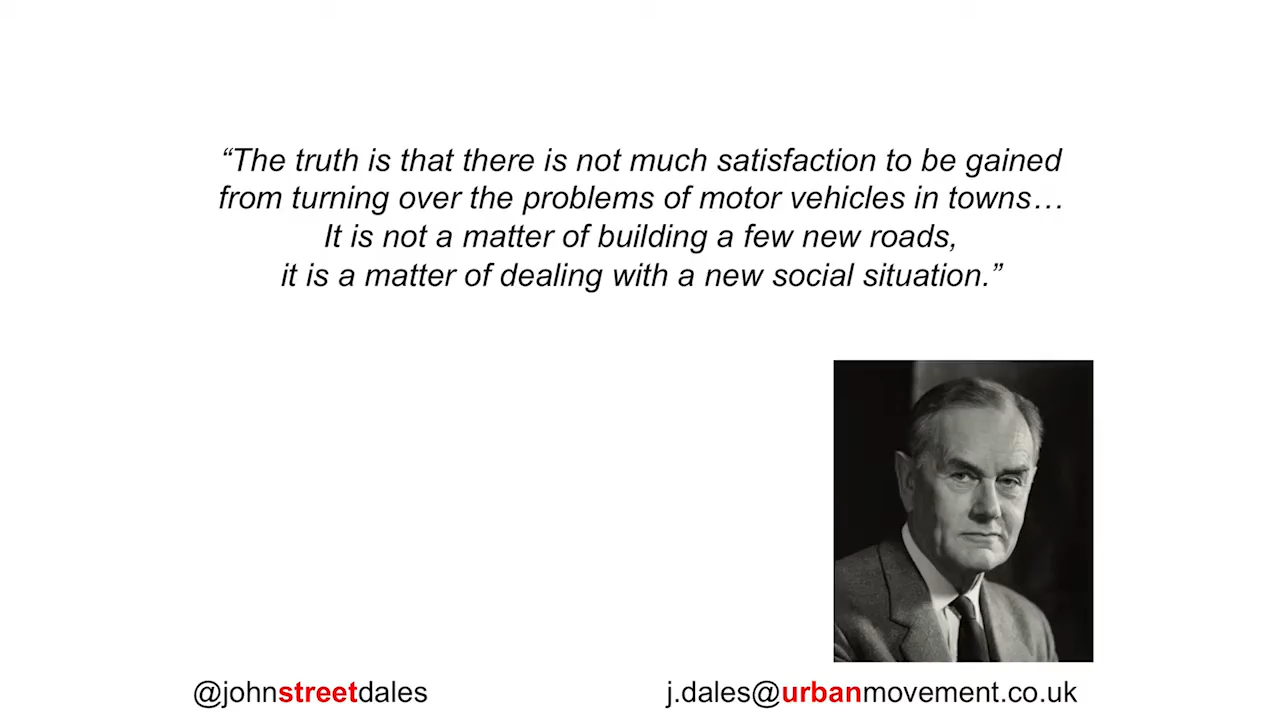 “The truth is that there is not much satisfaction to be gained
from turning over the problems of motor vehicles in towns…
It is not a matter of building a few new roads,
it is a matter of dealing with a new social situation.”
@johnstreetdales
j.dales@urbanmovement.co.uk